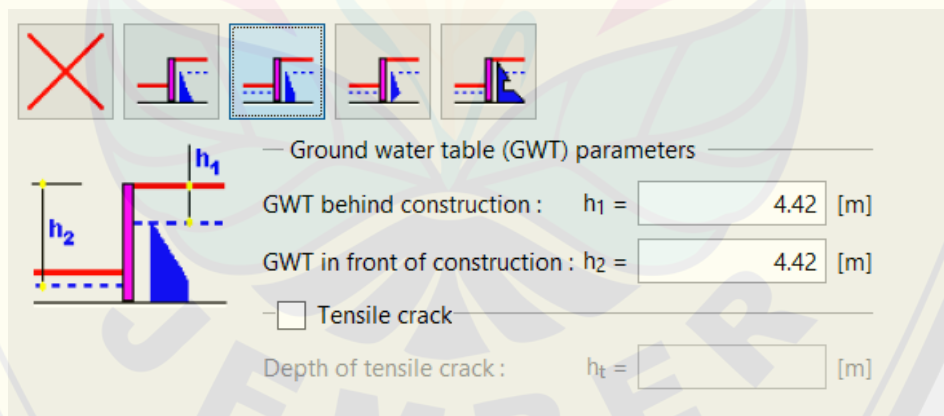 Ground water table (GWT) parameters
h1
GWT behind construction : h1 = 4.42 [m]
h2
GWT in front of construction : h2 = 4.42 [m]
Tensile crack
Depth of tensile crack : ht = [m]
JEMBER